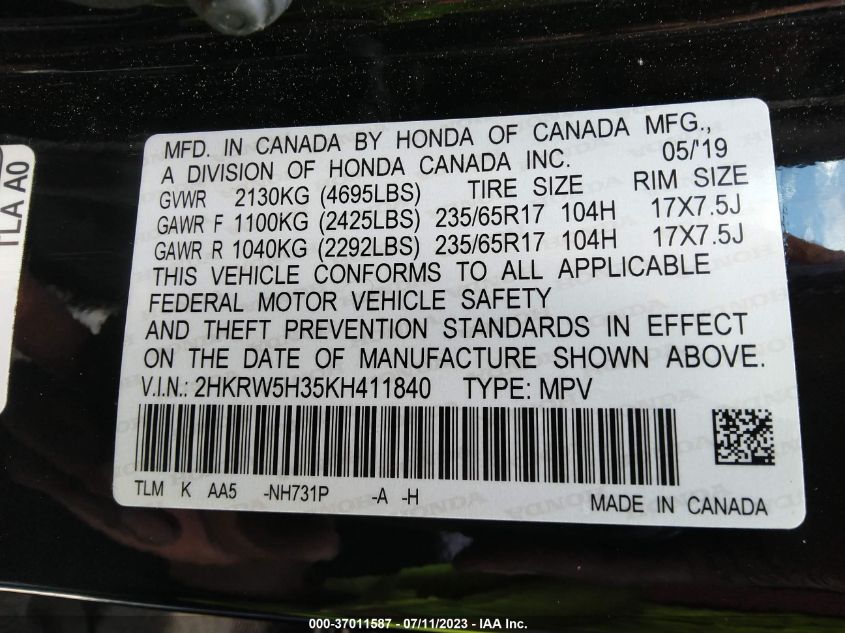 MFD. IN CANADA BY HONDA OF CANADA MFG.,
A DIVISION OF HONDA CANADA INC. 05/'19
GVWR 2130KG (4695LBS) TIRE SIZE RIM SIZE
GAWR F 1100KG (2425LBS) 235/65R17 104H 17X7.5J
GAWR R 1040KG (2292LBS) 235/65R17 104H 17X7.5J
THIS VEHICLE CONFORMS TO ALL APPLICABLE
FEDERAL MOTOR VEHICLE SAFETY
AND THEFT PREVENTION STANDARDS IN EFFECT
ON THE DATE OF MANUFACTURE SHOWN ABOVE.
V.I.N.: 2HKRW5H35KH411840 TYPE: MPV
TLM K AA5 -NH731P -A -H
MADE IN CANADA
TLA A0
000-37011587 - 07/11/2023 - IAA Inc.